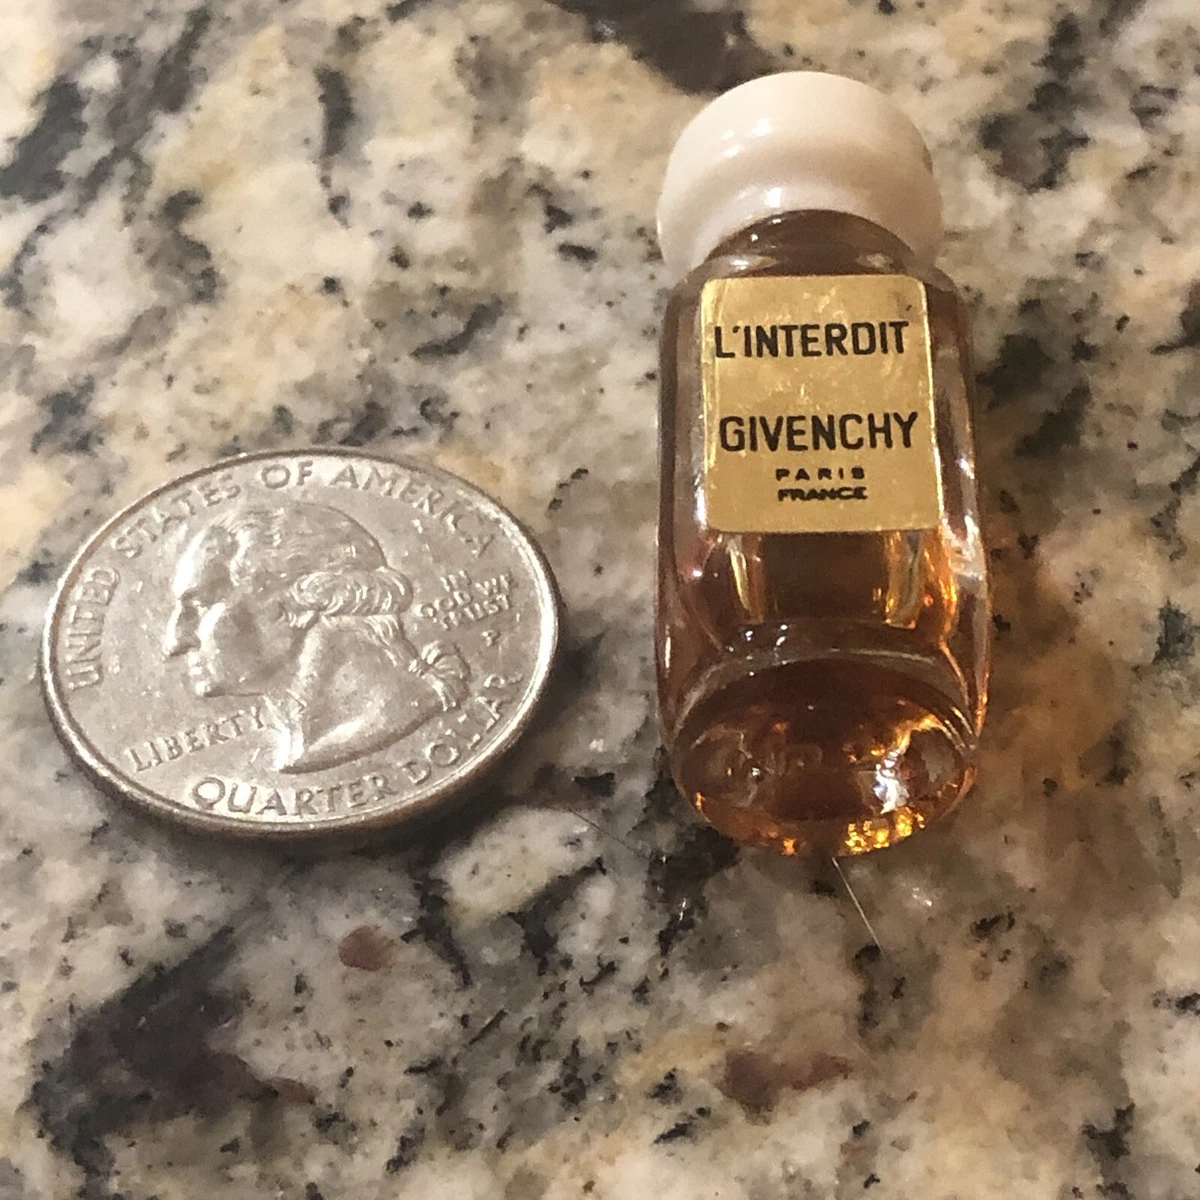 UNITED STATES OF AMERICA
LIBERTY
IN
GOD WE
TRUST
P
QUARTER DOLLAR
L'INTERDIT
GIVENCHY
PARIS
FRANCE